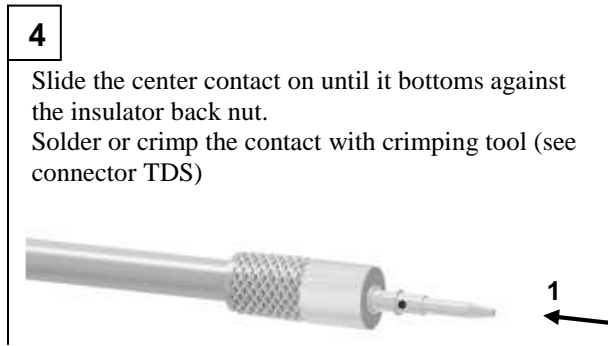 4
Slide the center contact on until it bottoms against
the insulator back nut.
Solder or crimp the contact with crimping tool (see
connector TDS)
1